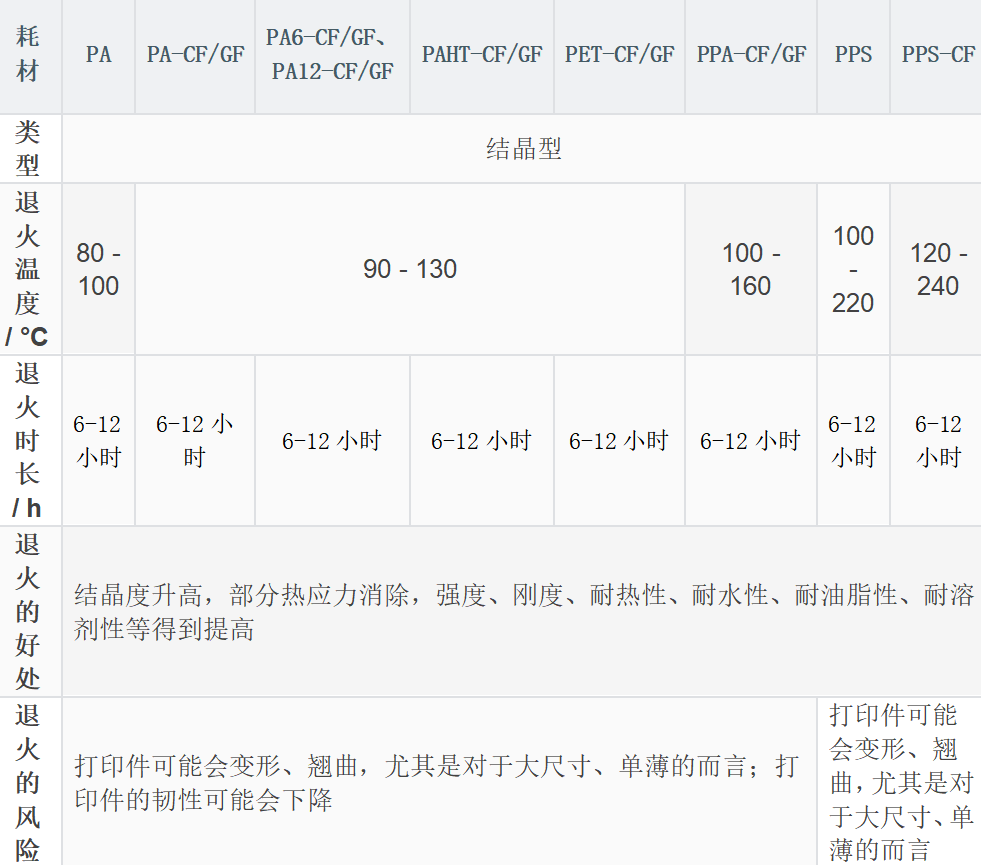 耗
材
PA
PA-CF/GF
PA6-CF/GF、
PA12-CF/GF
PAHT-CF/GF
PET-CF/GF
PPA-CF/GF
PPS
PPS-CF
类
型
结晶型
退
火
温
度
/ °C
80 -
100
90 - 130
100 -
160
100
-
220
120 -
240
退
火
时
长
/ h
6-12
小时
6-12 小
时
6-12 小时
6-12 小时
6-12 小时
6-12 小时
6-12
小时
6-12
小时
退
火
的
好
处
结晶度升高，部分热应力消除，强度、刚度、耐热性、耐水性、耐油脂性、耐溶
剂性等得到提高
退
火
的
风
险
打印件可能会变形、翘曲，尤其是对于大尺寸、单薄的而言；打
印件的韧性可能会下降
打印件可能
会变形、翘
曲，尤其是对
于大尺寸、单
薄的而言